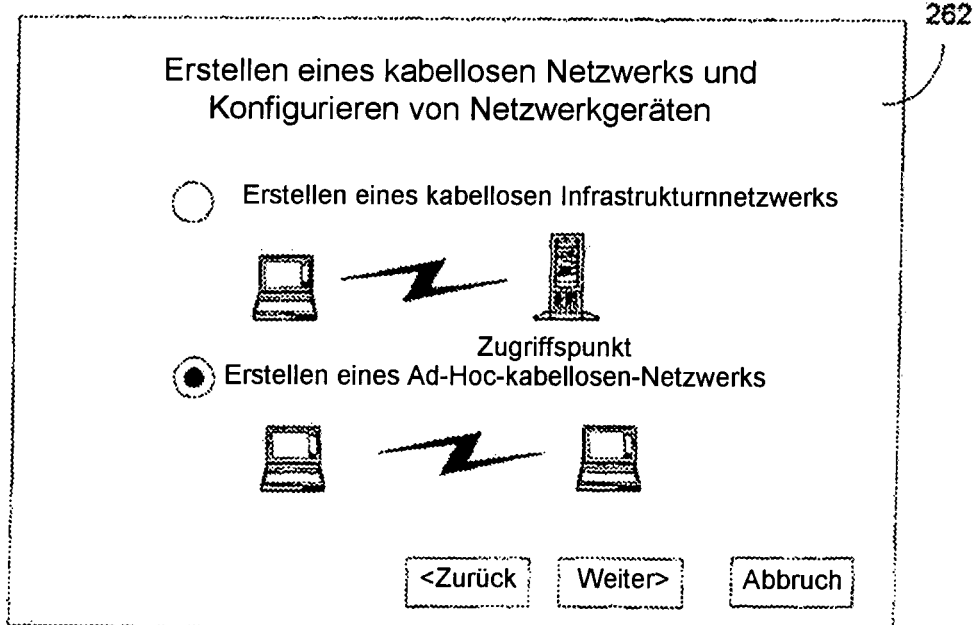 262
Erstellen eines kabellosen Netzwerks und
Konfigurieren von Netzwerkgeräten
Erstellen eines kabellosen Infrastrukturnnetzwerks
Zugriffspunkt
Erstellen eines Ad-Hoc-kabellosen-Netzwerks
<Zurück
Weiter>
Abbruch